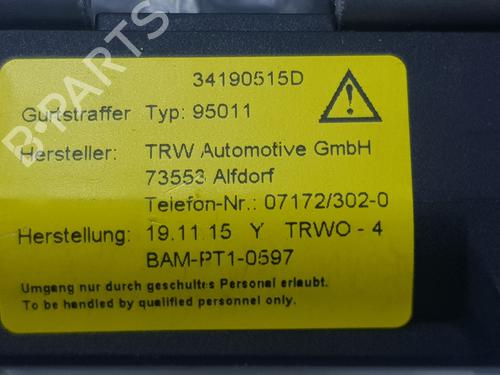 34190515D
Gurtstraffer Typ: 95011
Hersteller: TRW Automotive GmbH
73553 Alfdorf
Telefon-Nr.: 07172/302-0
Herstellung: 19.11.15 Y TRWO - 4
BAM-PT1-0597
Umgang nur durch geschultes Personal erlaubt.
To be handled by qualified personnel only.
B-PARTS